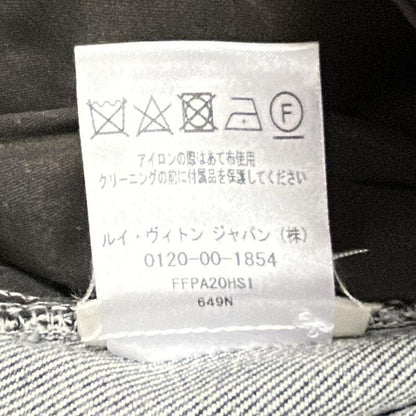 F
アイロンの際はあて布使用
クリーニングの前に付属品を保護してください
ルイ・ヴィトン ジャパン (株)
0120-00-1854
FFPA20HSI
649N